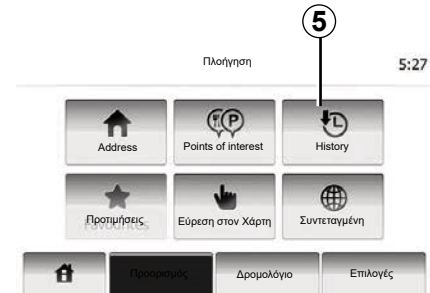 5
Πλοήγηση
5:27
Address
Points of interest
History
Προτιμήσεις
Favourites
Εύρεση στον Χάρτη
Συντεταγμένη
Προορισμός
Δρομολόγιο
Επιλογές